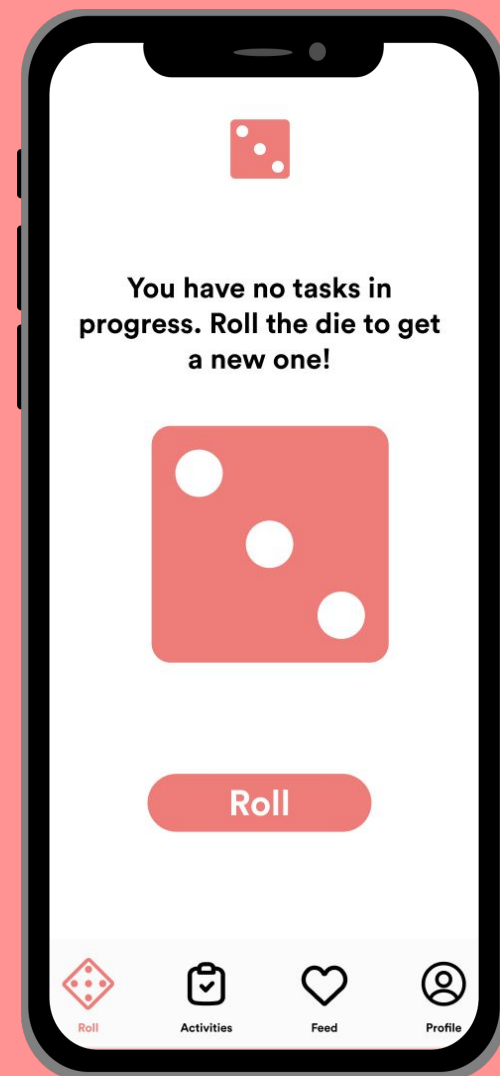 You have no tasks in
progress. Roll the die to get
a new one!
Roll
Roll Activities Feed Profile